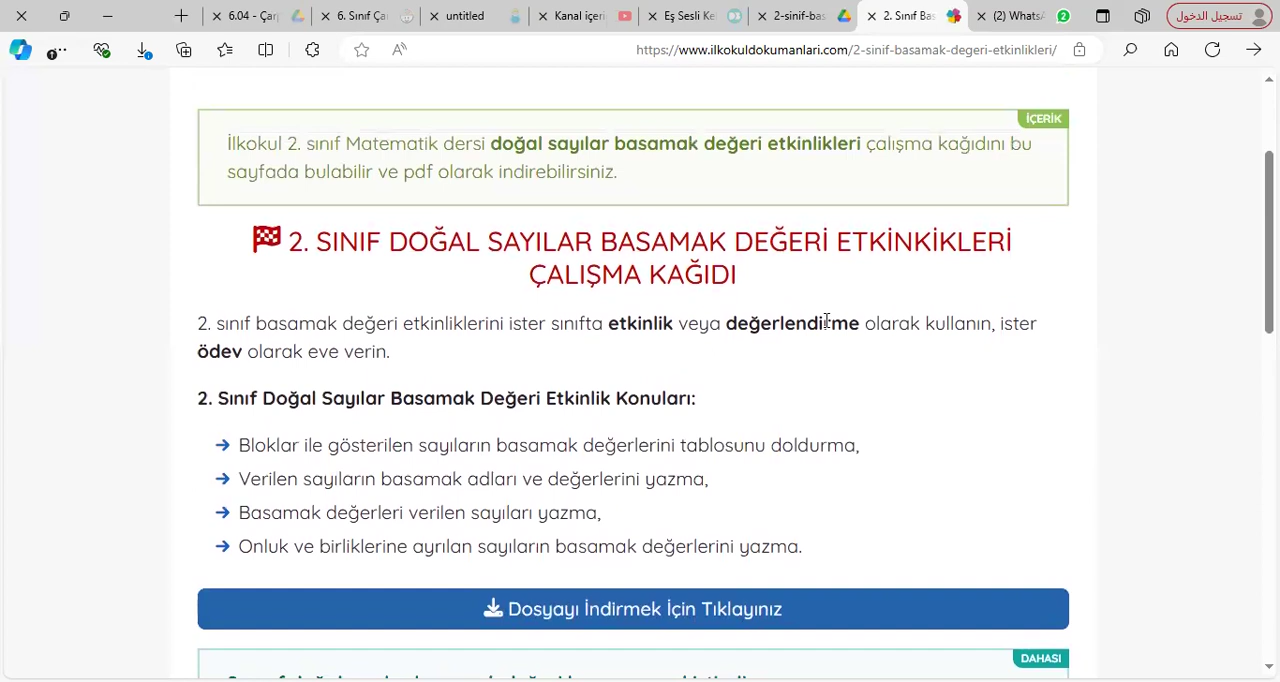 6.04 - Çarp
6. Sınıf Ça
untitled
Kanal içeri
Eş Sesli Ke
2-sinif-bas
2. Sınıf Bas
(2) WhatsA
تسجيل الدخول
https://www.ilkokuldokumanlari.com/2-sinif-basamak-degeri-etkinlikleri/
İÇERİK
İlkokul 2. sınıf Matematik dersi doğal sayılar basamak değeri etkinlikleri çalışma kağıdını bu
sayfada bulabilir ve pdf olarak indirebilirsiniz.
2. SINIF DOĞAL SAYILAR BASAMAK DEĞERİ ETKİNKİKLERİ
ÇALIŞMA KAĞIDI
2. sınıf basamak değeri etkinliklerini ister sınıfta etkinlik veya değerlendirme olarak kullanın, ister
ödev olarak eve verin.
2. Sınıf Doğal Sayılar Basamak Değeri Etkinlik Konuları:
Bloklar ile gösterilen sayıların basamak değerlerini tablosunu doldurma,
Verilen sayıların basamak adları ve değerlerini yazma,
Basamak değerleri verilen sayıları yazma,
Onluk ve birliklerine ayrılan sayıların basamak değerlerini yazma.
Dosyayı İndirmek İçin Tıklayınız
DAHASI